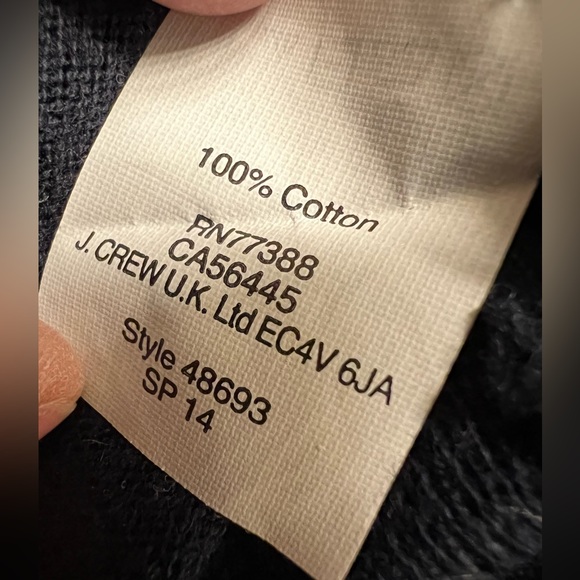 100% Cotton
RN77388
CA56445
J. CREW U.K. Ltd EC4V 6JA
Style 48693
SP 14